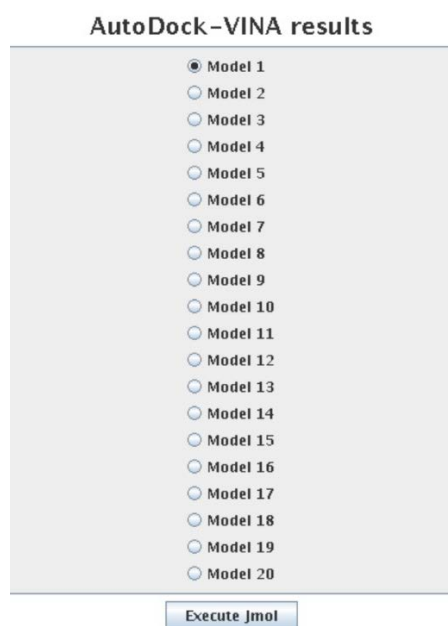 AutoDock-VINA results
Model 1
Model 2
Model 3
Model 4
Model 5
Model 6
Model 7
Model 8
Model 9
Model 10
Model 11
Model 12
Model 13
Model 14
Model 15
Model 16
Model 17
Model 18
Model 19
Model 20
Execute Jmol